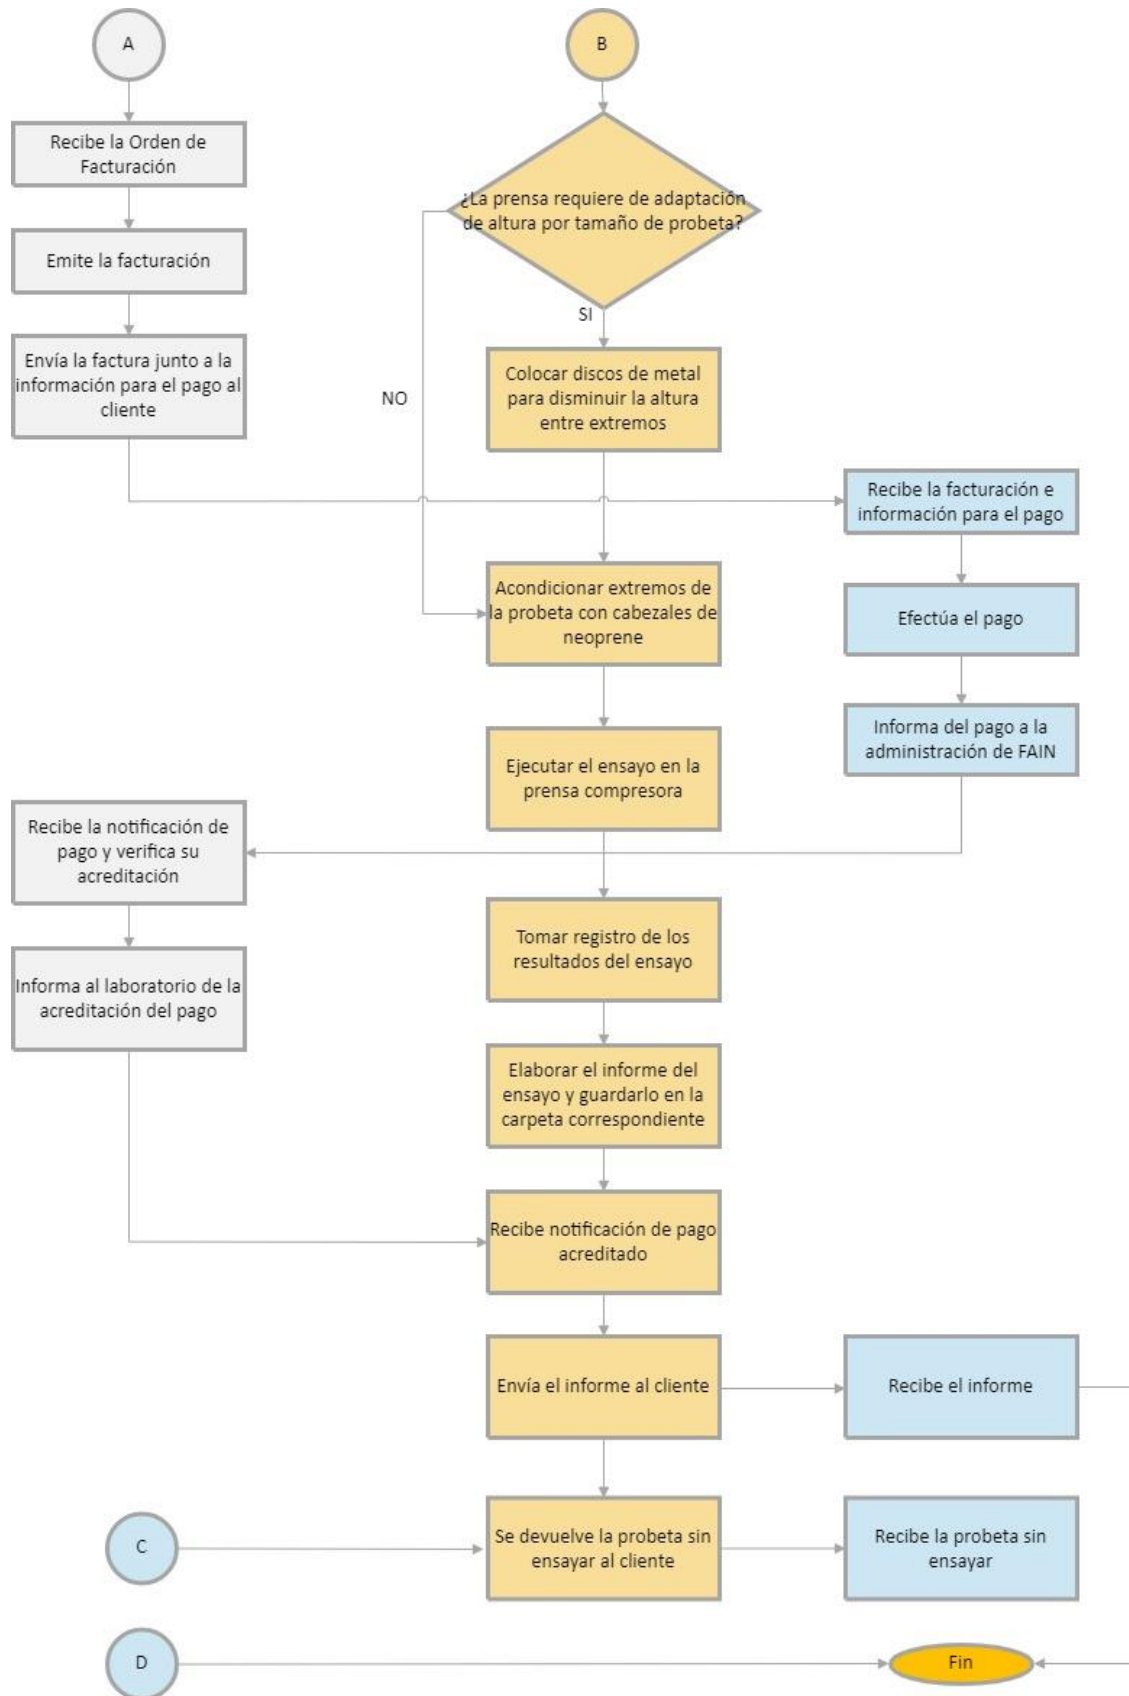 A
B
Recibe la Orden de
Facturación
¿La prensa requiere de adaptación
de altura por tamaño de probeta?
Emite la facturación
SI
Envía la factura junto a la
información para el pago al
cliente
NO
Colocar discos de metal
para disminuir la altura
entre extremos
Recibe la facturación e
información para el pago
Acondicionar extremos de
la probeta con cabezales de
neoprene
Efectúa el pago
Informa del pago a la
administración de FAIN
Ejecutar el ensayo en la
prensa compresora
Recibe la notificación de
pago y verifica su
acreditación
Tomar registro de los
resultados del ensayo
Informa al laboratorio de la
acreditación del pago
Elaborar el informe del
ensayo y guardarlo en la
carpeta correspondiente
Recibe notificación de pago
acreditado
Envía el informe al cliente
Recibe el informe
C
Se devuelve la probeta sin
ensayar al cliente
Recibe la probeta sin
ensayar
D
Fin